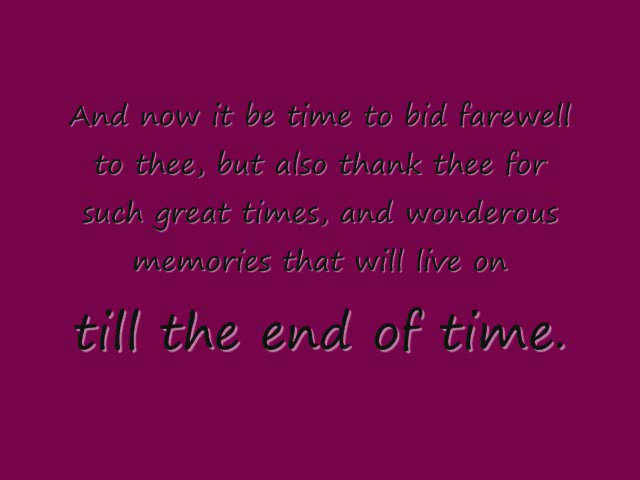 And now it be time to bid farewell
to thee, but also thank thee for
such great times, and wonderous
memories that will live on
till the end of time.